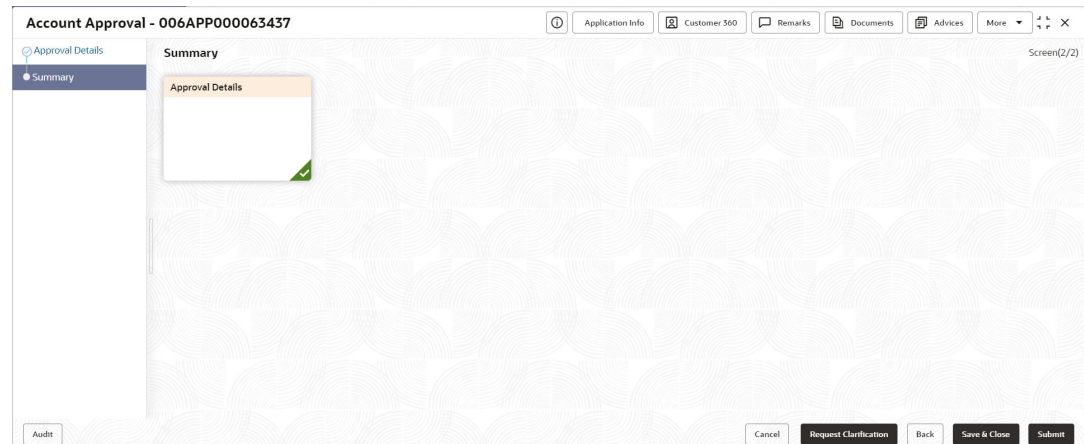 Account Approval - 006APP000063437
Application Info
Customer 360
Remarks
Documents
Advices
More
Approval Details
Summary
Summary
Screen(2/2)
Approval Details
Audit
Cancel
Request Clarification
Back
Save & Close
Submit